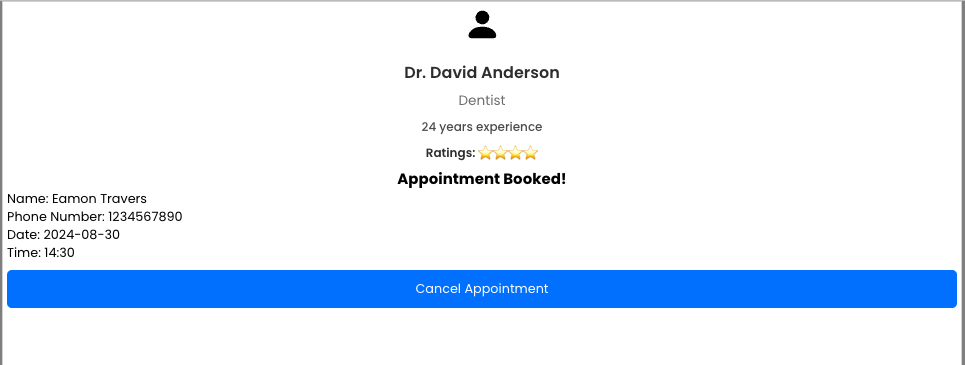 Dr. David Anderson
Dentist
24 years experience
Ratings: ⭐⭐⭐⭐
Appointment Booked!
Name: Eamon Travers
Phone Number: 1234567890
Date: 2024-08-30
Time: 14:30
Cancel Appointment